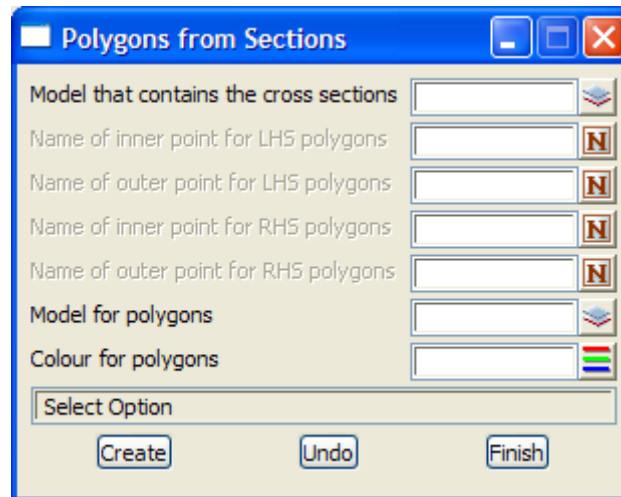 Polygons from Sections
Model that contains the cross sections
Name of inner point for LHS polygons
N
Name of outer point for LHS polygons
N
Name of inner point for RHS polygons
N
Name of outer point for RHS polygons
N
Model for polygons
Colour for polygons
Select Option
Create Undo Finish